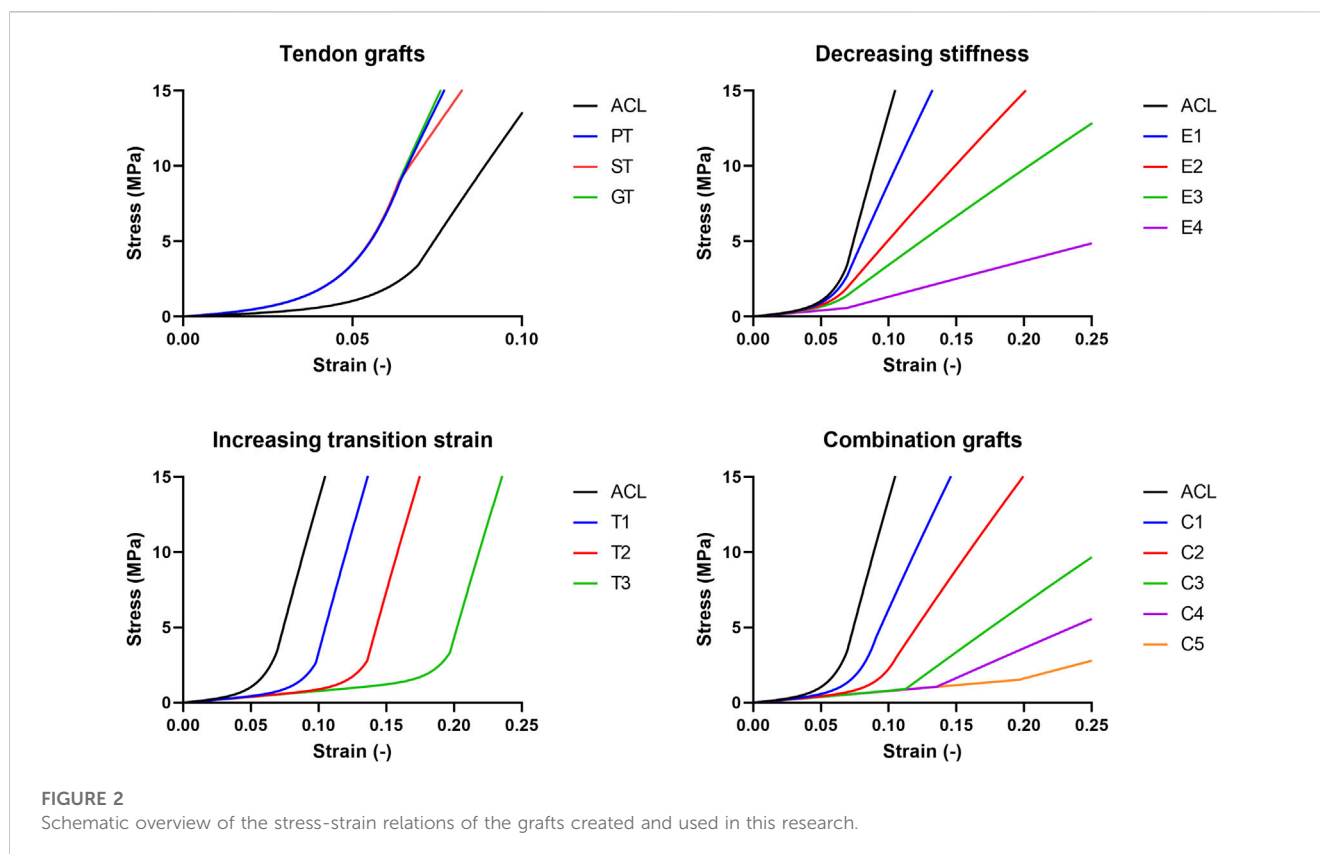 Tendon grafts
Stress (MPa)
15
10
5
0
0.00
0.05
0.10
Strain (-)
ACL
PT
ST
GT
Decreasing stiffness
Stress (MPa)
15
10
5
0
0.00
0.05
0.10
0.15
0.20
0.25
Strain (-)
ACL
E1
E2
E3
E4
Increasing transition strain
Stress (MPa)
15
10
5
0
0.00
0.05
0.10
0.15
0.20
0.25
Strain (-)
ACL
T1
T2
T3
Combination grafts
Stress (MPa)
15
10
5
0
0.00
0.05
0.10
0.15
0.20
0.25
Strain (-)
ACL
C1
C2
C3
C4
C5
FIGURE 2
Schematic overview of the stress-strain relations of the grafts created and used in this research.